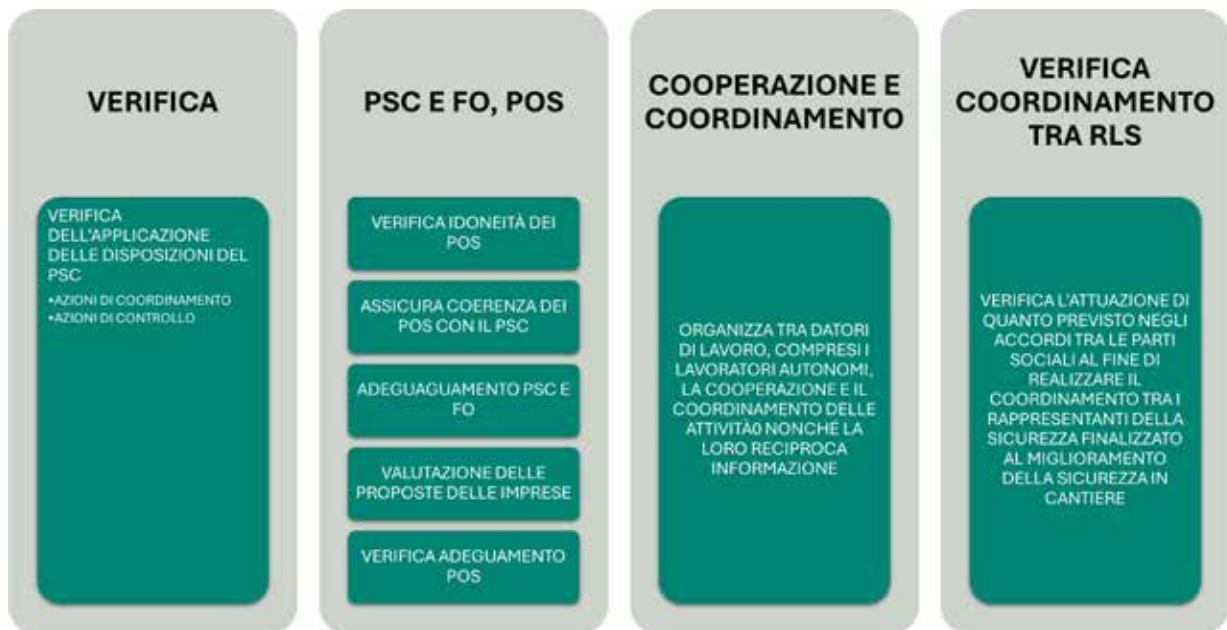 VERIFICA
VERIFICA
DELL'APPLICAZIONE
DELLE DISPOSIZIONI DEL
PSC
•AZIONI DI COORDINAMENTO
•AZIONI DI CONTROLLO
PSC E FO, POS
VERIFICA IDONEITÀ DEI
POS
ASSICURA COERENZA DEI
POS CON IL PSC
ADEGUAGUAMENTO PSC E
FO
VALUTAZIONE DELLE
PROPOSTE DELLE IMPRESE
VERIFICA ADEGUAMENTO
POS
COOPERAZIONE E
COORDINAMENTO
ORGANIZZA TRA DATORI
DI LAVORO, COMPRESI I
LAVORATORI AUTONOMI,
LA COOPERAZIONE E IL
COORDINAMENTO DELLE
ATTIVITÀ0 NONCHÉ LA
LORO RECIPROCA
INFORMAZIONE
VERIFICA
COORDINAMENTO
TRA RLS
VERIFICA L'ATTUAZIONE DI
QUANTO PREVISTO NEGLI
ACCORDI TRA LE PARTI
SOCIALI AL FINE DI
REALIZZARE IL
COORDINAMENTO TRA I
RAPPRESENTANTI DELLA
SICUREZZA FINALIZZATO
AL MIGLIORAMENTO
DELLA SICUREZZA IN
CANTIERE